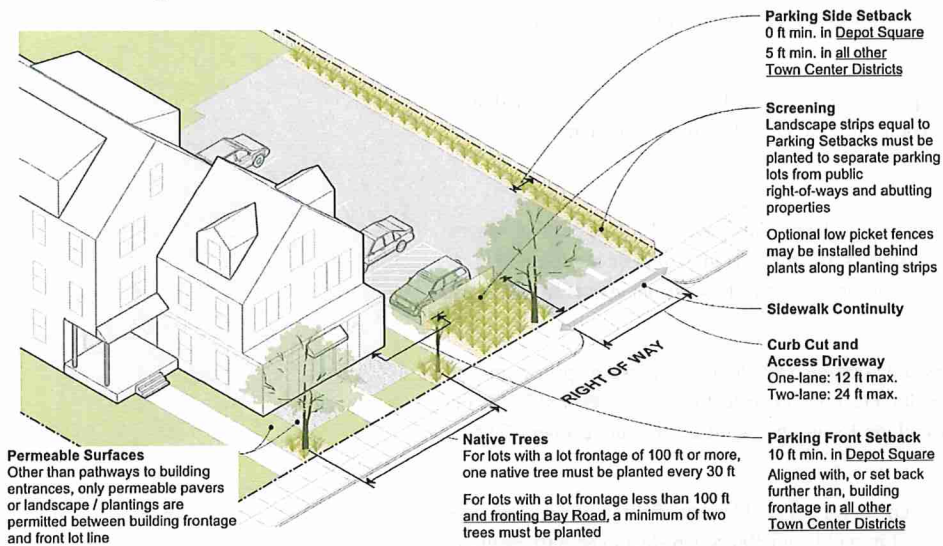 Parking Side Setback
0 ft min. in Depot Square
5 ft min. in all other
Town Center Districts
Screening
Landscape strips equal to
Parking Setbacks must be
planted to separate parking
lots from public
right-of-ways and abutting
properties
Optional low picket fences
may be installed behind
plants along planting strips
Sidewalk Continuity
Curb Cut and
Access Driveway
One-lane: 12 ft max.
Two-lane: 24 ft max.
RIGHT OF WAY
Parking Front Setback
10 ft min. in Depot Square
Aligned with, or set back
further than, building
frontage in all other
Town Center Districts
Native Trees
For lots with a lot frontage of 100 ft or more,
one native tree must be planted every 30 ft
For lots with a lot frontage less than 100 ft
and fronting Bay Road, a minimum of two
trees must be planted
Permeable Surfaces
Other than pathways to building
entrances, only permeable pavers
or landscape / plantings are
permitted between building frontage
and front lot line